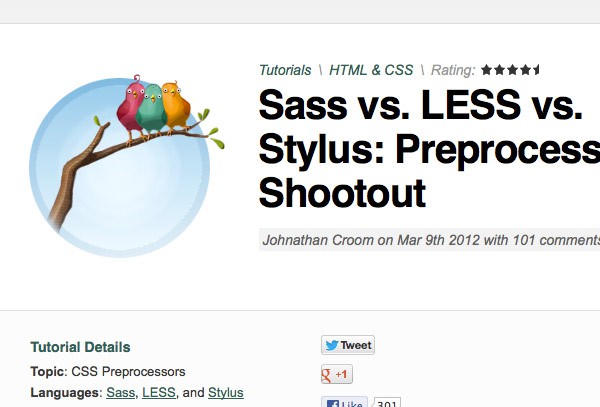 Tutorials \ HTML & CSS \ Rating:
Sass vs. LESS vs.
Stylus: Preprocess
Shootout
Johnathan Croom on Mar 9th 2012 with 101 comments
Tutorial Details
Tweet
Topic: CSS Preprocessors
g +1
Languages: Sass, LESS, and Stylus
Like 301